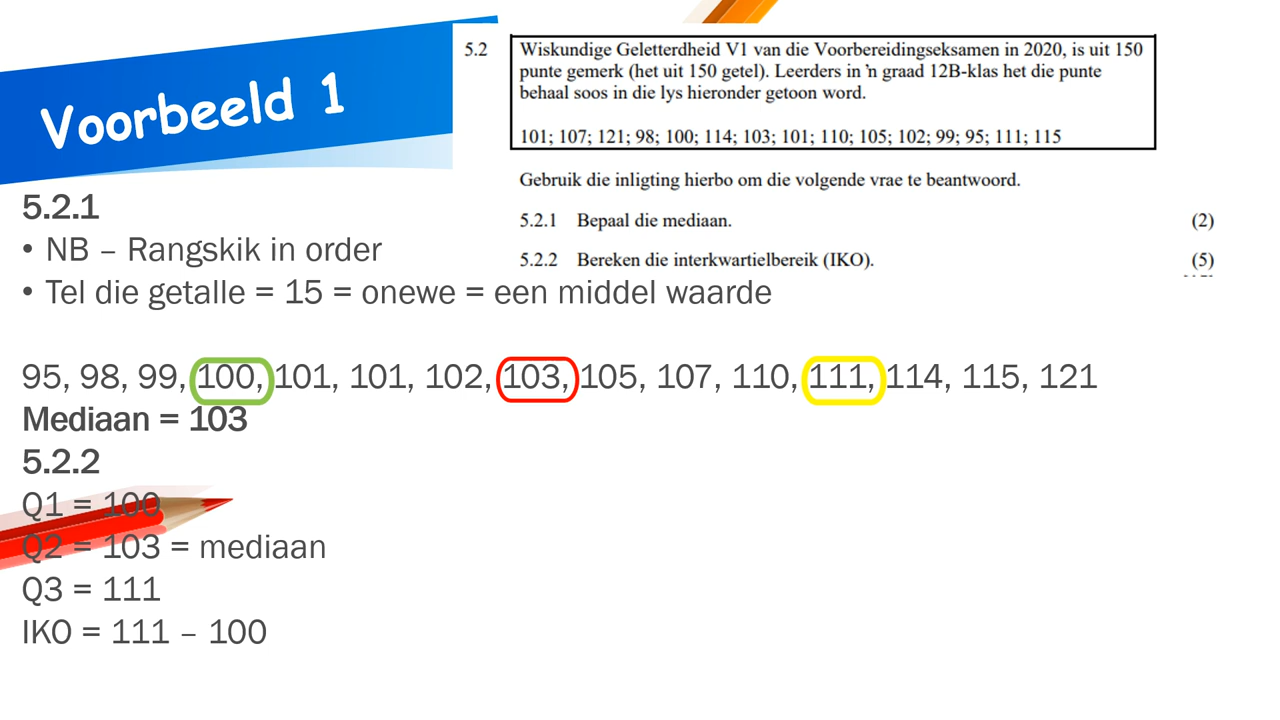 Voorbeeld 1
5.2 Wiskundige Geletterdheid V1 van die Voorbereidingseksamen in 2020, is uit 150
punte gemerk (het uit 150 getel). Leerders in 'n graad 12B-klas het die punte
behaal soos in die lys hieronder getoon word.
101; 107; 121; 98; 100; 114; 103; 101; 110; 105; 102; 99; 95; 111; 115
Gebruik die inligting hierbo om die volgende vrae te beantwoord.
5.2.1 Bepaal die mediaan. (2)
5.2.2 Bereken die interkwartielbereik (IKO). (5)
5.2.1
• NB – Rangskik in order
• Tel die getalle = 15 = onewe = een middel waarde
95, 98, 99, 100, 101, 101, 102, 103, 105, 107, 110, 111, 114, 115, 121
Mediaan = 103
5.2.2
Q1 = 100
Q2 = 103 = mediaan
Q3 = 111
IKO = 111 – 100